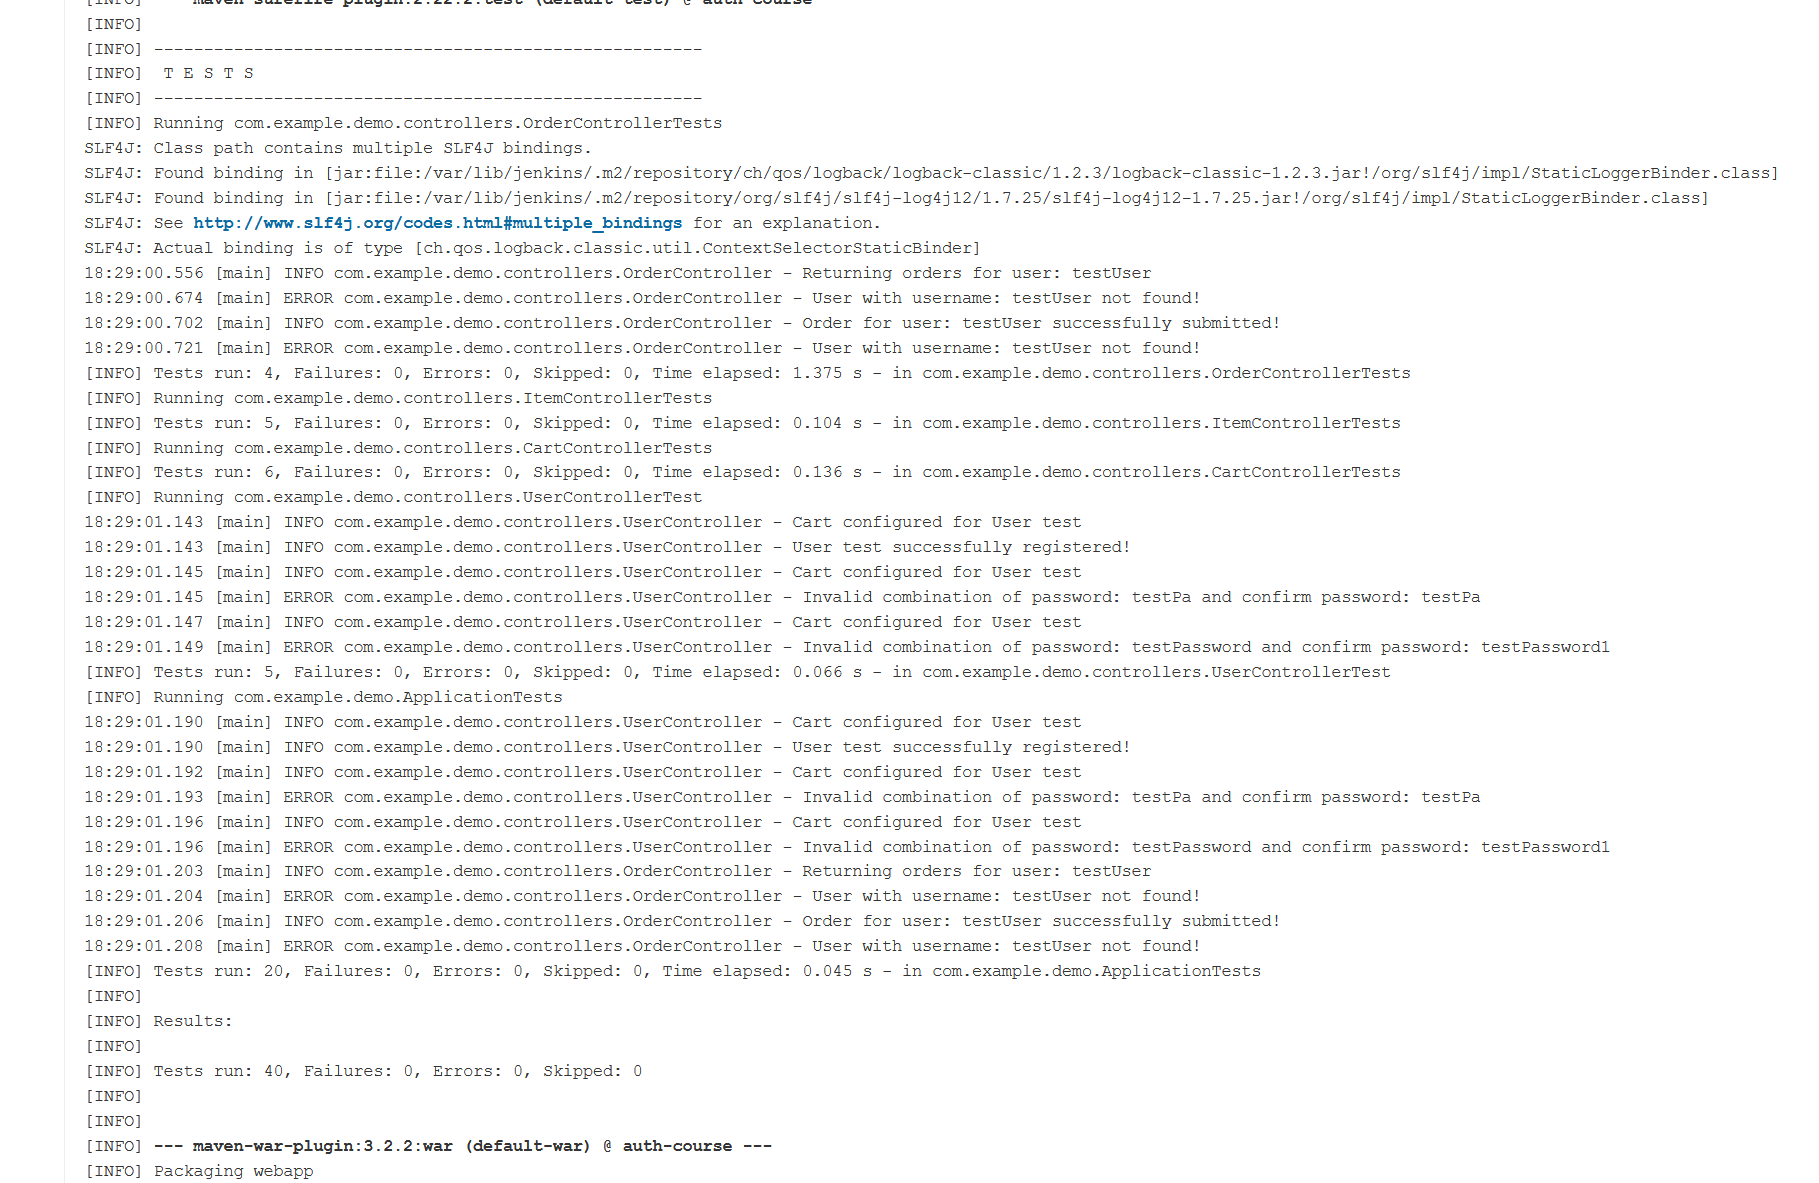 [INFO] --- maven-surefire-plugin:2.22.2:test (default-test) @ auth-course ---
[INFO]
[INFO] -------------------------------------------------------
[INFO]  T E S T S
[INFO] -------------------------------------------------------
[INFO] Running com.example.demo.controllers.OrderControllerTests
SLF4J: Class path contains multiple SLF4J bindings.
SLF4J: Found binding in [jar:file:/var/lib/jenkins/.m2/repository/ch/qos/logback/logback-classic/1.2.3/logback-classic-1.2.3.jar!/org/slf4j/impl/StaticLoggerBinder.class]
SLF4J: Found binding in [jar:file:/var/lib/jenkins/.m2/repository/org/slf4j/slf4j-log4j12/1.7.25/slf4j-log4j12-1.7.25.jar!/org/slf4j/impl/StaticLoggerBinder.class]
SLF4J: See http://www.slf4j.org/codes.html#multiple_bindings for an explanation.
SLF4J: Actual binding is of type [ch.qos.logback.classic.util.ContextSelectorStaticBinder]
18:29:00.556 [main] INFO com.example.demo.controllers.OrderController - Returning orders for user: testUser
18:29:00.674 [main] ERROR com.example.demo.controllers.OrderController - User with username: testUser not found!
18:29:00.702 [main] INFO com.example.demo.controllers.OrderController - Order for user: testUser successfully submitted!
18:29:00.721 [main] ERROR com.example.demo.controllers.OrderController - User with username: testUser not found!
[INFO] Tests run: 4, Failures: 0, Errors: 0, Skipped: 0, Time elapsed: 1.375 s - in com.example.demo.controllers.OrderControllerTests
[INFO] Running com.example.demo.controllers.ItemControllerTests
[INFO] Tests run: 5, Failures: 0, Errors: 0, Skipped: 0, Time elapsed: 0.104 s - in com.example.demo.controllers.ItemControllerTests
[INFO] Running com.example.demo.controllers.CartControllerTests
[INFO] Tests run: 6, Failures: 0, Errors: 0, Skipped: 0, Time elapsed: 0.136 s - in com.example.demo.controllers.CartControllerTests
[INFO] Running com.example.demo.controllers.UserControllerTest
18:29:01.143 [main] INFO com.example.demo.controllers.UserController - Cart configured for User test
18:29:01.143 [main] INFO com.example.demo.controllers.UserController - User test successfully registered!
18:29:01.145 [main] INFO com.example.demo.controllers.UserController - Cart configured for User test
18:29:01.145 [main] ERROR com.example.demo.controllers.UserController - Invalid combination of password: testPa and confirm password: testPa
18:29:01.147 [main] INFO com.example.demo.controllers.UserController - Cart configured for User test
18:29:01.149 [main] ERROR com.example.demo.controllers.UserController - Invalid combination of password: testPassword and confirm password: testPassword1
[INFO] Tests run: 5, Failures: 0, Errors: 0, Skipped: 0, Time elapsed: 0.066 s - in com.example.demo.controllers.UserControllerTest
[INFO] Running com.example.demo.ApplicationTests
18:29:01.190 [main] INFO com.example.demo.controllers.UserController - Cart configured for User test
18:29:01.190 [main] INFO com.example.demo.controllers.UserController - User test successfully registered!
18:29:01.192 [main] INFO com.example.demo.controllers.UserController - Cart configured for User test
18:29:01.193 [main] ERROR com.example.demo.controllers.UserController - Invalid combination of password: testPa and confirm password: testPa
18:29:01.196 [main] INFO com.example.demo.controllers.UserController - Cart configured for User test
18:29:01.196 [main] ERROR com.example.demo.controllers.UserController - Invalid combination of password: testPassword and confirm password: testPassword1
18:29:01.203 [main] INFO com.example.demo.controllers.OrderController - Returning orders for user: testUser
18:29:01.204 [main] ERROR com.example.demo.controllers.OrderController - User with username: testUser not found!
18:29:01.206 [main] INFO com.example.demo.controllers.OrderController - Order for user: testUser successfully submitted!
18:29:01.208 [main] ERROR com.example.demo.controllers.OrderController - User with username: testUser not found!
[INFO] Tests run: 20, Failures: 0, Errors: 0, Skipped: 0, Time elapsed: 0.045 s - in com.example.demo.ApplicationTests
[INFO]
[INFO] Results:
[INFO]
[INFO] Tests run: 40, Failures: 0, Errors: 0, Skipped: 0
[INFO]
[INFO]
[INFO] --- maven-war-plugin:3.2.2:war (default-war) @ auth-course ---
[INFO] Packaging webapp